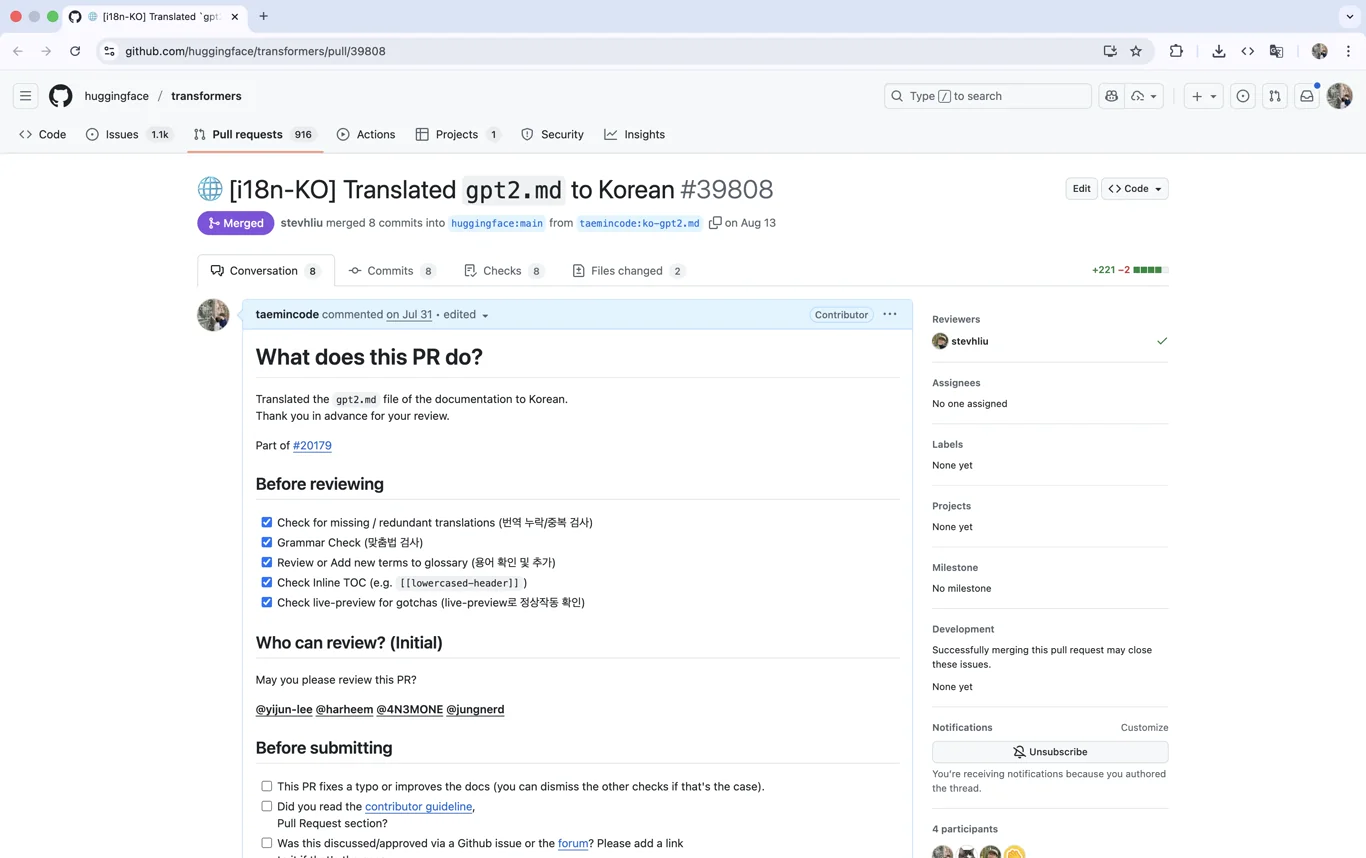 [i18n-KO] Translated `gpt2
github.com/huggingface/transformers/pull/39808
huggingface / transformers
Type / to search
Code
Issues 1.1k
Pull requests 916
Actions
Projects 1
Security
Insights
[i18n-KO] Translated gpt2.md to Korean #39808
Edit
<> Code
Merged
stevhliu merged 8 commits into huggingface:main from taemincode:ko-gpt2.md on Aug 13
Conversation 8
Commits 8
Checks 8
Files changed 2
+221 −2
taemincode commented on Jul 31 • edited
Contributor
What does this PR do?
Translated the gpt2.md file of the documentation to Korean.
Thank you in advance for your review.
Part of #20179
Before reviewing
Check for missing / redundant translations (번역 누락/중복 검사)
Grammar Check (맞춤법 검사)
Review or Add new terms to glossary (용어 확인 및 추가)
Check Inline TOC (e.g. [[lowercased-header]] )
Check live-preview for gotchas (live-preview로 정상작동 확인)
Who can review? (Initial)
May you please review this PR?
@yijun-lee @harheem @4N3MONE @jungnerd
Before submitting
This PR fixes a typo or improves the docs (you can dismiss the other checks if that's the case).
Did you read the contributor guideline,
Pull Request section?
Was this discussed/approved via a Github issue or the forum? Please add a link
Reviewers
stevhliu
Assignees
No one assigned
Labels
None yet
Projects
None yet
Milestone
No milestone
Development
Successfully merging this pull request may close
these issues.
None yet
Notifications
Customize
Unsubscribe
You're receiving notifications because you authored
the thread.
4 participants